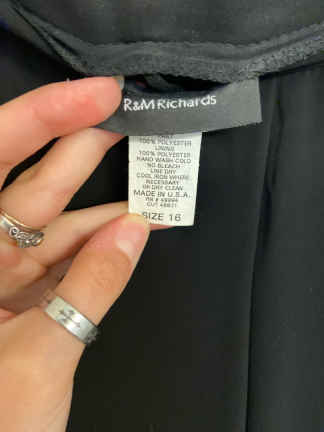 R&M Richards
100% POLYESTER
LINING
100% POLYESTER
HAND WASH COLD
NO BLEACH
LINE DRY
COOL IRON WHERE
NECESSARY
OR DRY CLEAN
MADE IN U.S.A.
SIZE 16